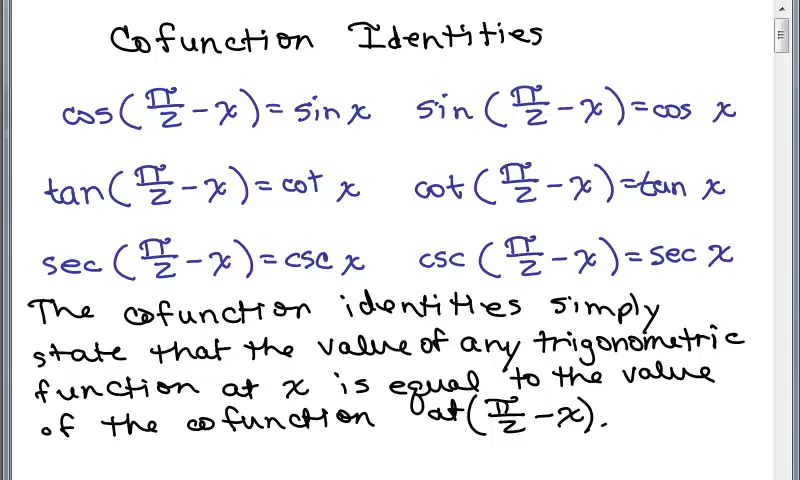 Cofunction Identities
cos(π/2 - x) = sin x    sin(π/2 - x) = cos x
tan(π/2 - x) = cot x    cot(π/2 - x) = tan x
sec(π/2 - x) = csc x    csc(π/2 - x) = sec x
The cofunction identities simply
state that the value of any trigonometric
function at x is equal to the value
of the cofunction at (π/2 - x).